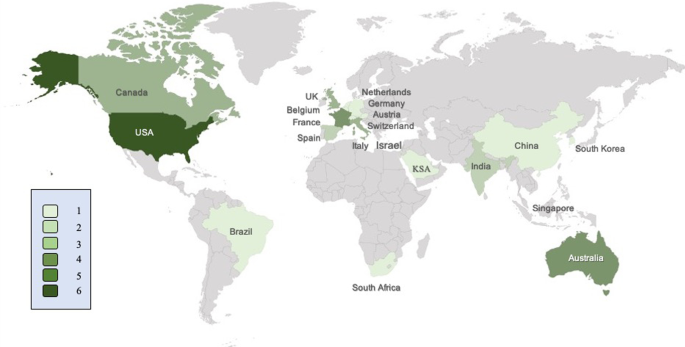 Canada
USA
UK
Belgium
France
Spain
Netherlands
Germany
Austria
Switzerland
Italy
Israel
KSA
China
South Korea
India
Singapore
Brazil
Australia
South Africa
1
2
3
4
5
6